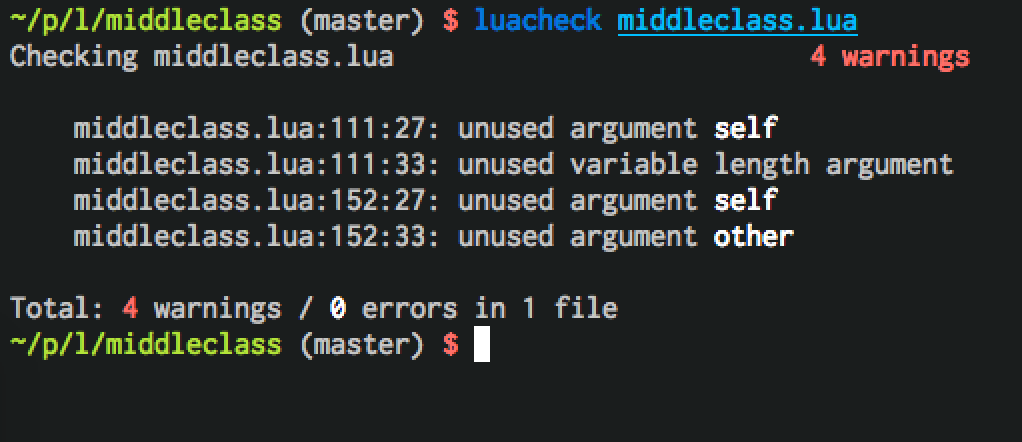 ~/p/l/middleclass (master) $ luacheck middleclass.lua
Checking middleclass.lua 4 warnings
middleclass.lua:111:27: unused argument self
middleclass.lua:111:33: unused variable length argument
middleclass.lua:152:27: unused argument self
middleclass.lua:152:33: unused argument other
Total: 4 warnings / 0 errors in 1 file
~/p/l/middleclass (master) $